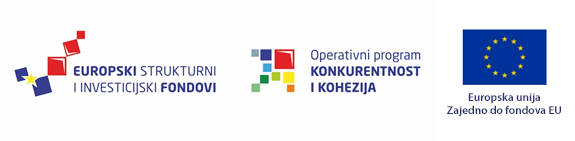 EUROPSKI STRUKTURNI
I INVESTICIJSKI FONDOVI
Operativni program
KONKURENTNOST
I KOHEZIJA
Europska unija
Zajedno do fondova EU